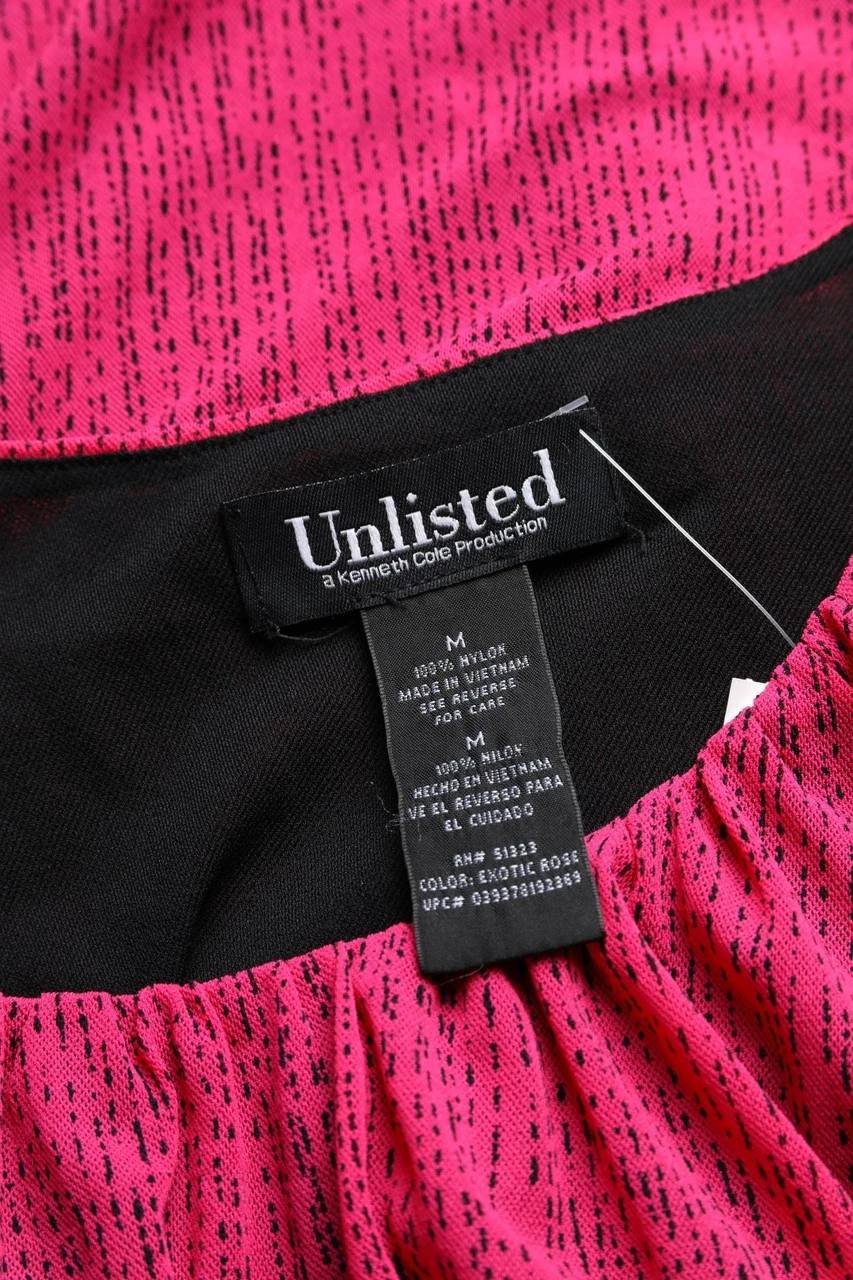 Unlisted
a Kenneth Cole Production
M
100% NYLON
MADE IN VIETNAM
SEE REVERSE
FOR CARE
M
100% NILON
HECHO EN VIETNAM
VE EL REVERSO PARA
EL CUIDADO
RN# 51323
COLOR: EXOTIC ROSE
UPC# 039378192369